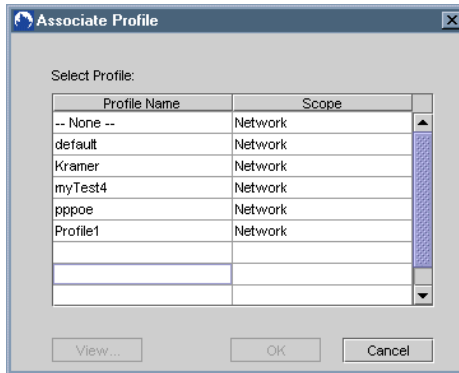 Associate Profile
Select Profile:
Profile Name Scope
-- None -- Network
default Network
Kramer Network
myTest4 Network
pppoe Network
Profile1 Network
View... OK Cancel